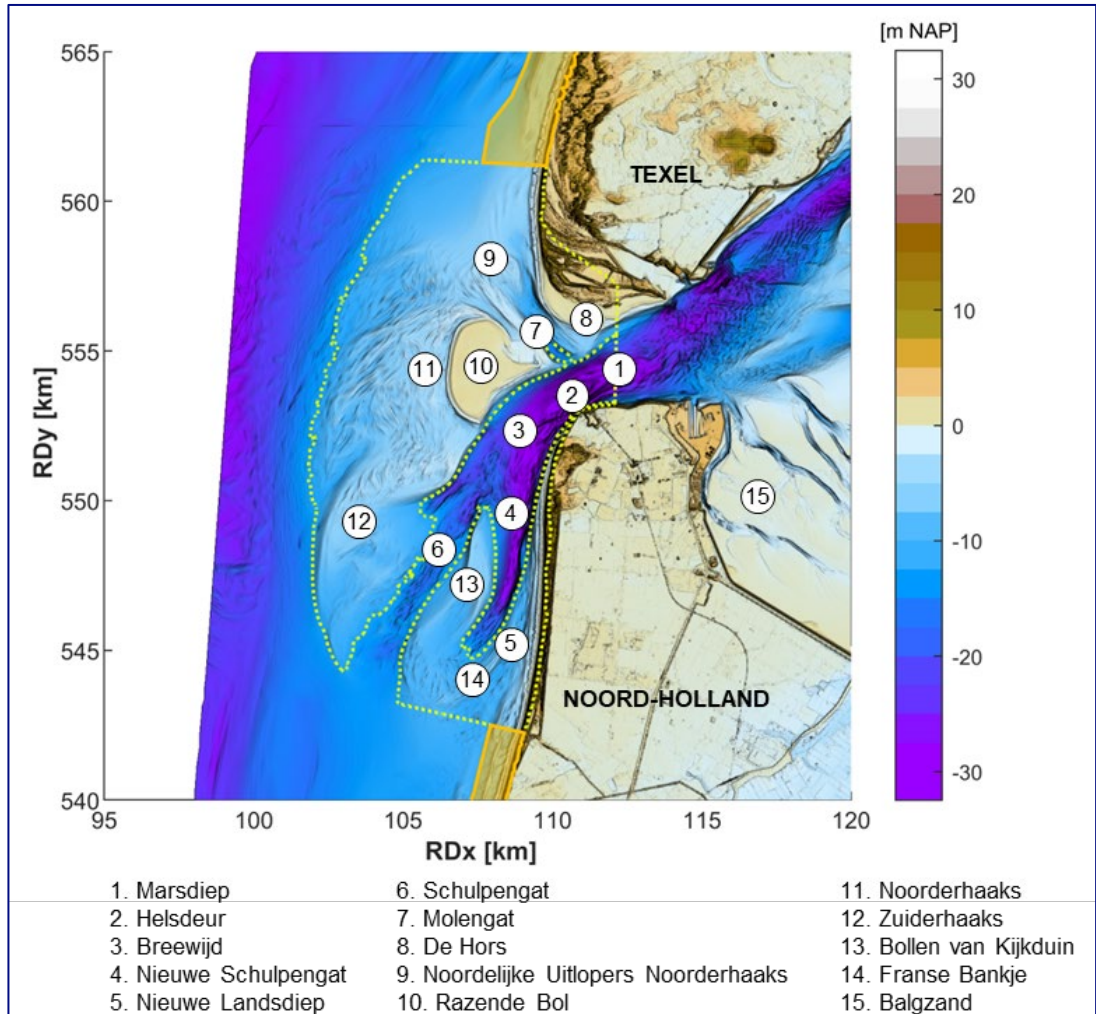 [m NAP]
565
560
555
550
545
540
RDy [km]
95
100
105
110
115
120
RDx [km]
30
20
10
0
-10
-20
-30
TEXEL
NOORD-HOLLAND
9
8
7
11
10
1
2
3
15
4
12
6
13
5
14
1. Marsdiep
2. Helsdeur
3. Breewijd
4. Nieuwe Schulpengat
5. Nieuwe Landsdiep
6. Schulpengat
7. Molengat
8. De Hors
9. Noordelijke Uitlopers Noorderhaaks
10. Razende Bol
11. Noorderhaaks
12. Zuiderhaaks
13. Bollen van Kijkduin
14. Franse Bankje
15. Balgzand